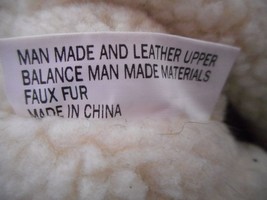 MAN MADE AND LEATHER UPPER
BALANCE MAN MADE MATERIALS
FAUX FUR
MADE IN CHINA